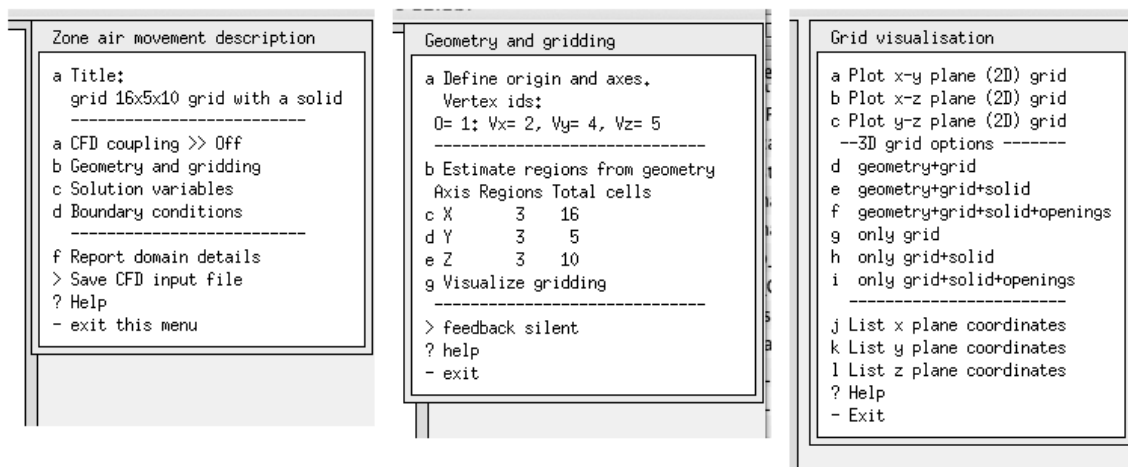 Zone air movement description
a Title:
grid 16x5x10 grid with a solid
--------------------------
a CFD coupling >> Off
b Geometry and gridding
c Solution variables
d Boundary conditions
--------------------------
f Report domain details
> Save CFD input file
? Help
- exit this menu
Geometry and gridding
a Define origin and axes.
Vertex ids:
O= 1: Vx= 2, Vy= 4, Vz= 5
------------------------------
b Estimate regions from geometry
Axis Regions Total cells
c X 3 16
d Y 3 5
e Z 3 10
g Visualize gridding
------------------------------
> feedback silent
? help
- exit
Grid visualisation
a Plot x-y plane (2D) grid
b Plot x-z plane (2D) grid
c Plot y-z plane (2D) grid
--3D grid options -------
d geometry+grid
e geometry+grid+solid
f geometry+grid+solid+openings
g only grid
h only grid+solid
i only grid+solid+openings
------------------------
j List x plane coordinates
k List y plane coordinates
l List z plane coordinates
? Help
- Exit